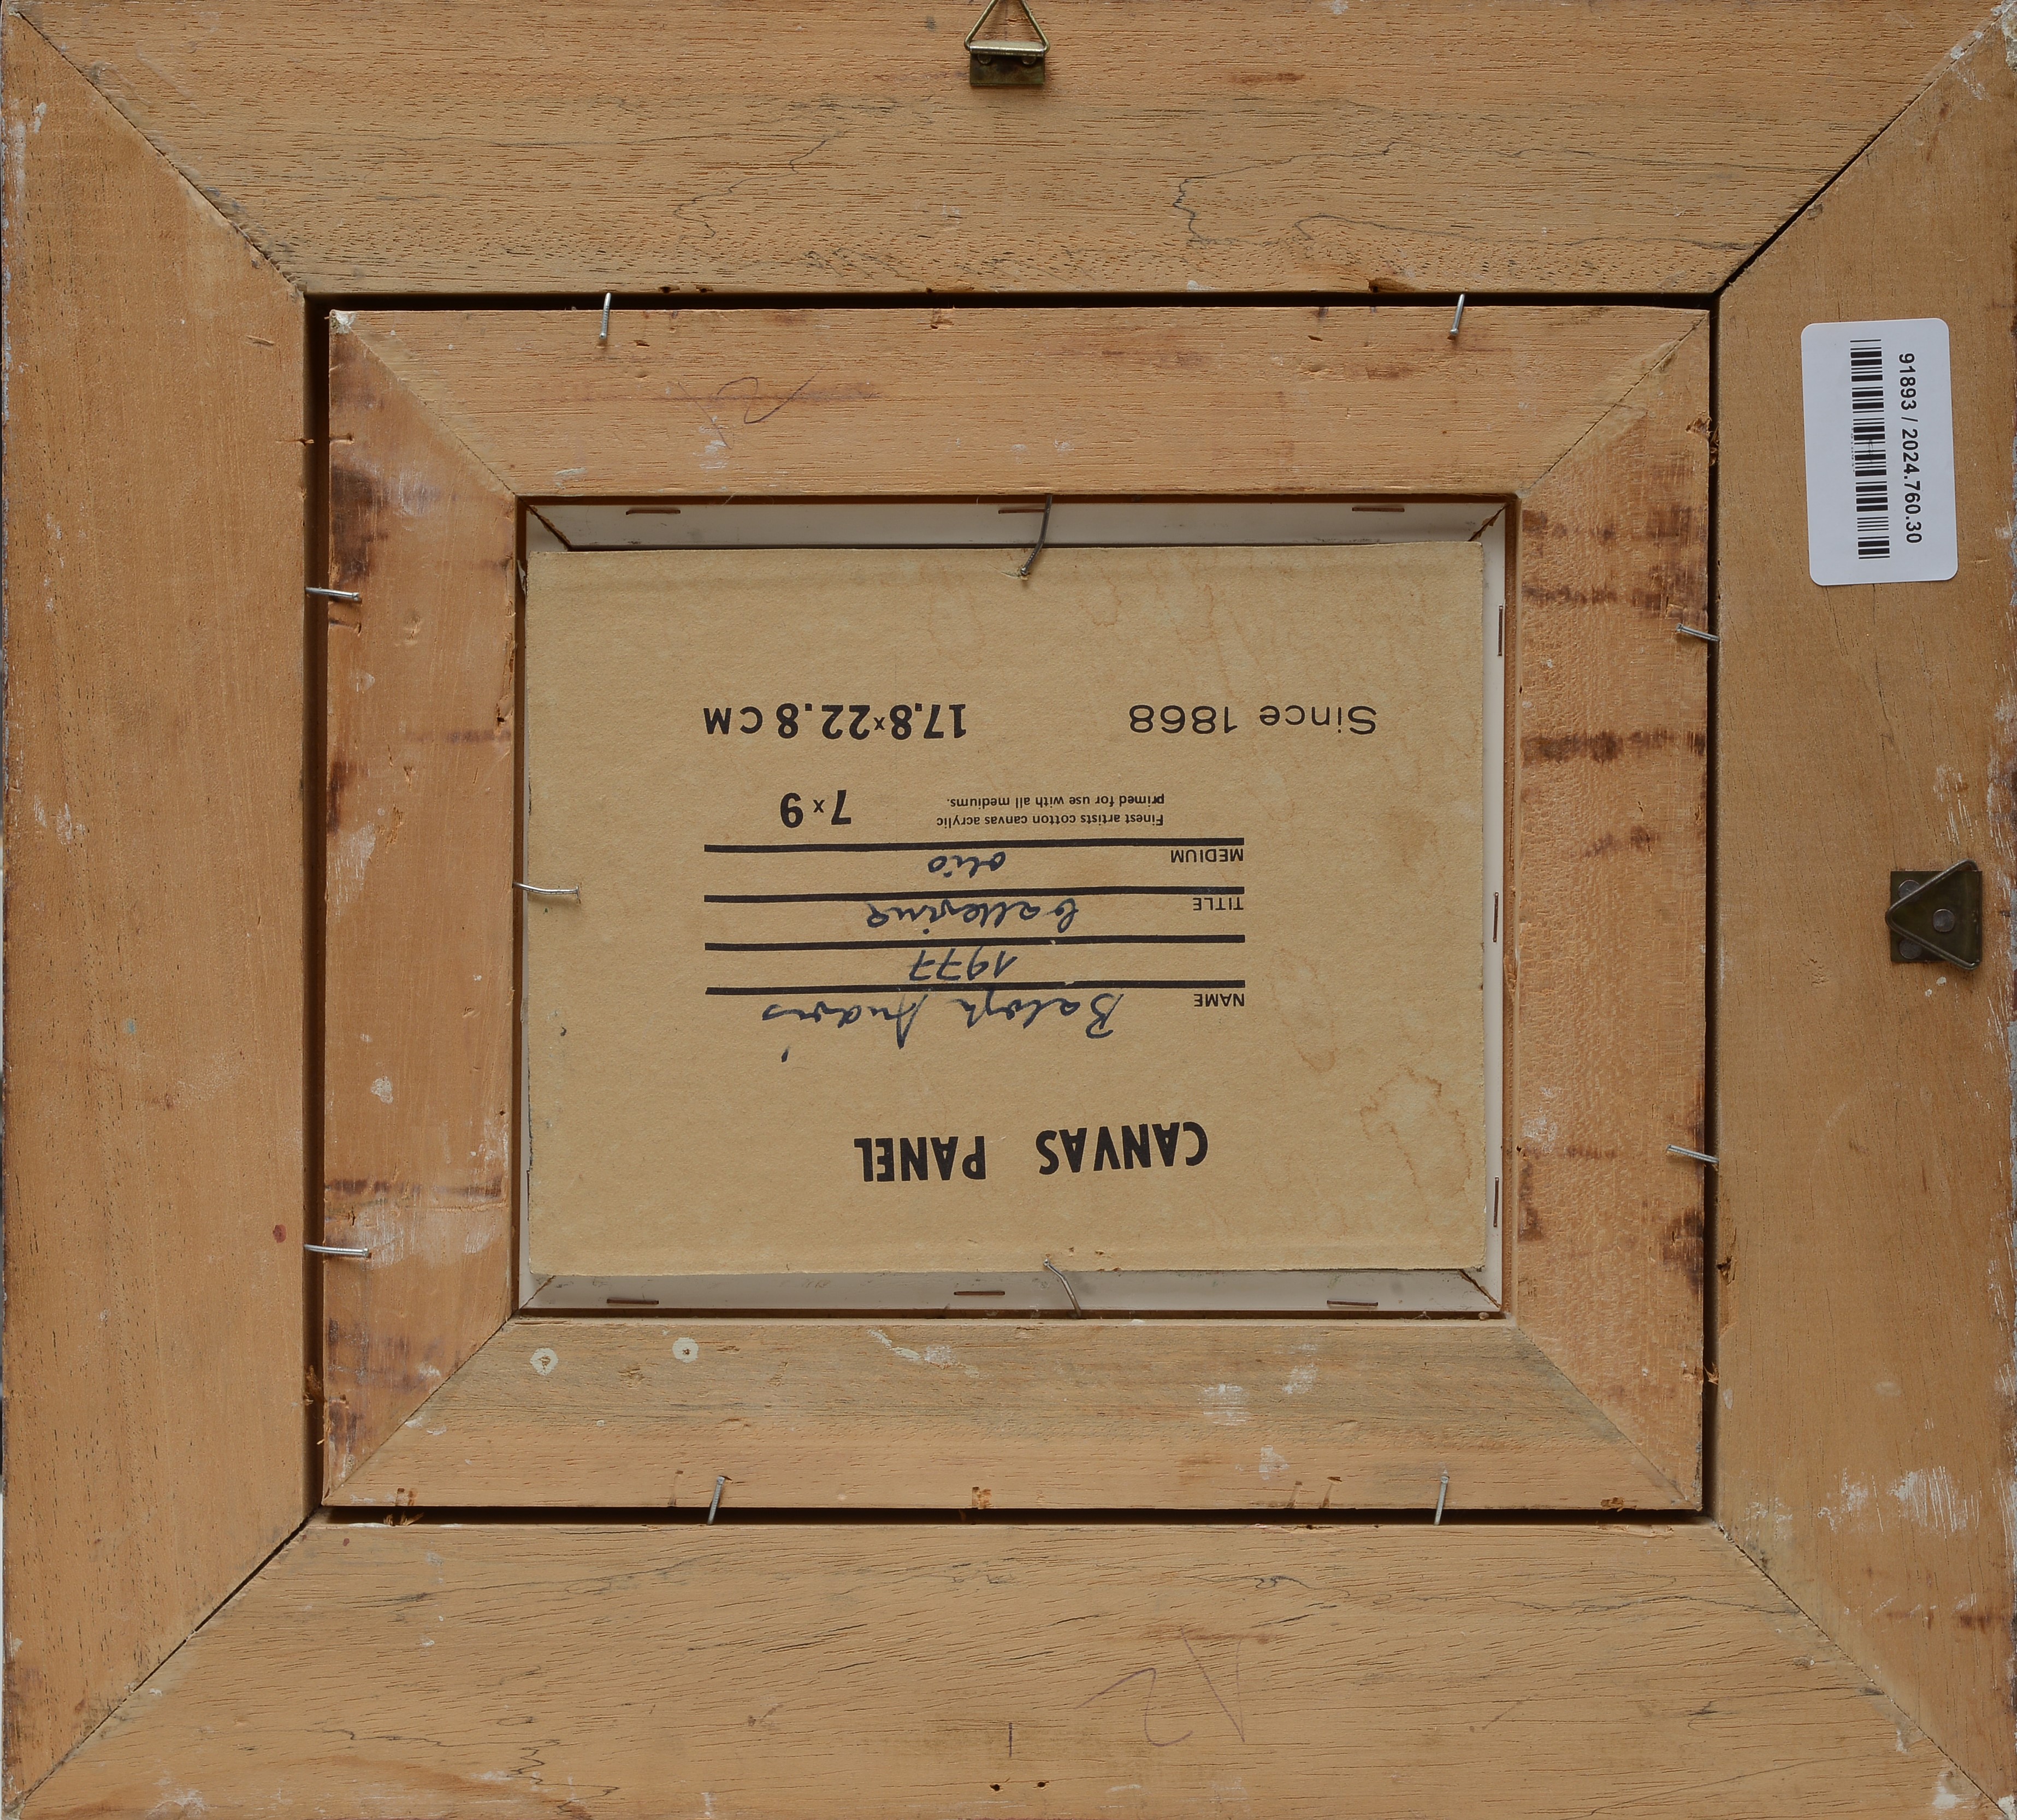 CANVAS PANEL
NAME Balogh András
1977
TITLE ballerina
MEDIUM olio
Finest artists cotton canvas acrylic
primed for use with all mediums.
7×9
Since 1868 17.8×22.8 CM
91893 / 2024.760.30